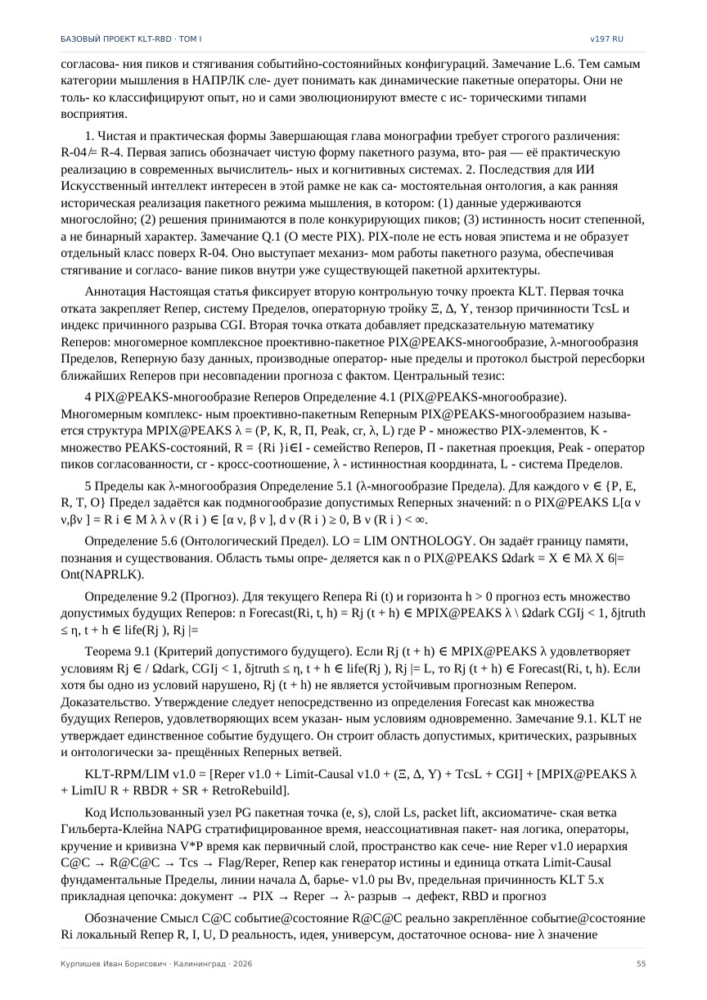 БАЗОВЫЙ ПРОЕКТ KLT-RBD · ТОМ I
v197 RU
согласова- ния пиков и стягивания событийно-состоянийных конфигураций. Замечание L.6. Тем самым
категории мышления в НАПРЛК сле- дует понимать как динамические пакетные операторы. Они не
толь- ко классифицируют опыт, но и сами эволюционируют вместе с ис- торическими типами
восприятия.
1. Чистая и практическая формы Завершающая глава монографии требует строгого различения:
R-04 ≠ R-4. Первая запись обозначает чистую форму пакетного разума, вто- рая — её практическую
реализацию в современных вычислитель- ных и когнитивных системах. 2. Последствия для ИИ
Искусственный интеллект интересен в этой рамке не как са- мостоятельная онтология, а как ранняя
историческая реализация пакетного режима мышления, в котором: (1) данные удерживаются
многослойно; (2) решения принимаются в поле конкурирующих пиков; (3) истинность носит степенной,
а не бинарный характер. Замечание Q.1 (О месте PIX). PIX-поле не есть новая эпистема и не образует
отдельный класс поверх R-04. Оно выступает механиз- мом работы пакетного разума, обеспечивая
стягивание и согласо- вание пиков внутри уже существующей пакетной архитектуры.
Аннотация Настоящая статья фиксирует вторую контрольную точку проекта KLT. Первая точка
отката закрепляет Rепер, систему Пределов, операторную тройку Ξ, Δ, Υ, тензор причинности TcsL и
индекс причинного разрыва CGI. Вторая точка отката добавляет предсказательную математику
Rеперов: многомерное комплексное проективно-пакетное PIX@PEAKS-многообразие, λ-многообразия
Пределов, Rеперную базу данных, производные оператор- ные пределы и протокол быстрой пересборки
ближайших Rеперов при несовпадении прогноза с фактом. Центральный тезис:
4 PIX@PEAKS-многообразие Rеперов Определение 4.1 (PIX@PEAKS-многообразие).
Многомерным комплекс- ным проективно-пакетным Rеперным PIX@PEAKS-многообразием называ-
ется структура MPIX@PEAKS λ = (P, K, R, Π, Peak, cr, λ, L) где P - множество PIX-элементов, K -
множество PEAKS-состояний, R = {Ri }i∈I - семейство Rеперов, Π - пакетная проекция, Peak - оператор
пиков согласованности, cr - кросс-соотношение, λ - истинностная координата, L - система Пределов.
5 Пределы как λ-многообразия Определение 5.1 (λ-многообразие Предела). Для каждого ν ∈ {P, E,
R, T, O} Предел задаётся как подмногообразие допустимых Rеперных значений: n o PIX@PEAKS L[α ν
ν,βν ] = R i ∈ M λ λ ν (R i ) ∈ [α ν, β ν ], d ν (R i ) ≥ 0, B ν (R i ) < ∞.
Определение 5.6 (Онтологический Предел). LO = LIM ONTHOLOGY. Он задаёт границу памяти,
познания и существования. Область тьмы опре- деляется как n o PIX@PEAKS Ωdark = X ∈ Mλ X 6|=
Ont(NAPRLK).
Определение 9.2 (Прогноз). Для текущего Rепера Ri (t) и горизонта h > 0 прогноз есть множество
допустимых будущих Rеперов: n Forecast(Ri, t, h) = Rj (t + h) ∈ MPIX@PEAKS λ \ Ωdark CGIj < 1, δjtruth
≤ η, t + h ∈ life(Rj ), Rj |=
Теорема 9.1 (Критерий допустимого будущего). Если Rj (t + h) ∈ MPIX@PEAKS λ удовлетворяет
условиям Rj ∈ / Ωdark, CGIj < 1, δjtruth ≤ η, t + h ∈ life(Rj ), Rj |= L, то Rj (t + h) ∈ Forecast(Ri, t, h). Если
хотя бы одно из условий нарушено, Rj (t + h) не является устойчивым прогнозным Rепером.
Доказательство. Утверждение следует непосредственно из определения Forecast как множества
будущих Rеперов, удовлетворяющих всем указан- ным условиям одновременно. Замечание 9.1. KLT не
утверждает единственное событие будущего. Он строит область допустимых, критических, разрывных
и онтологически за- прещённых Rеперных ветвей.
KLT-RPM/LIM v1.0 = [Reper v1.0 + Limit-Causal v1.0 + (Ξ, Δ, Υ) + TcsL + CGI] + [MPIX@PEAKS λ
+ LimIU R + RBDR + SR + RetroRebuild].
Код Использованный узел PG пакетная точка (e, s), слой Ls, packet lift, аксиоматиче- ская ветка
Гильберта-Клейна NAPG стратифицированное время, неассоциативная пакет- ная логика, операторы,
кручение и кривизна V*P время как первичный слой, пространство как сече- ние Reper v1.0 иерархия
C@C → R@C@C → Tcs → Flag/Reper, Rепер как генератор истины и единица отката Limit-Causal
фундаментальные Пределы, линии начала Δ, барье- v1.0 ры Bν, предельная причинность KLT 5.x
прикладная цепочка: документ → PIX → Reper → λ- разрыв → дефект, RBD и прогноз
Обозначение Смысл C@C событие@состояние R@C@C реально закреплённое событие@состояние
Ri локальный Rепер R, I, U, D реальность, идея, универсум, достаточное основа- ние λ значение
Курпишев Иван Борисович · Калининград · 2026
55